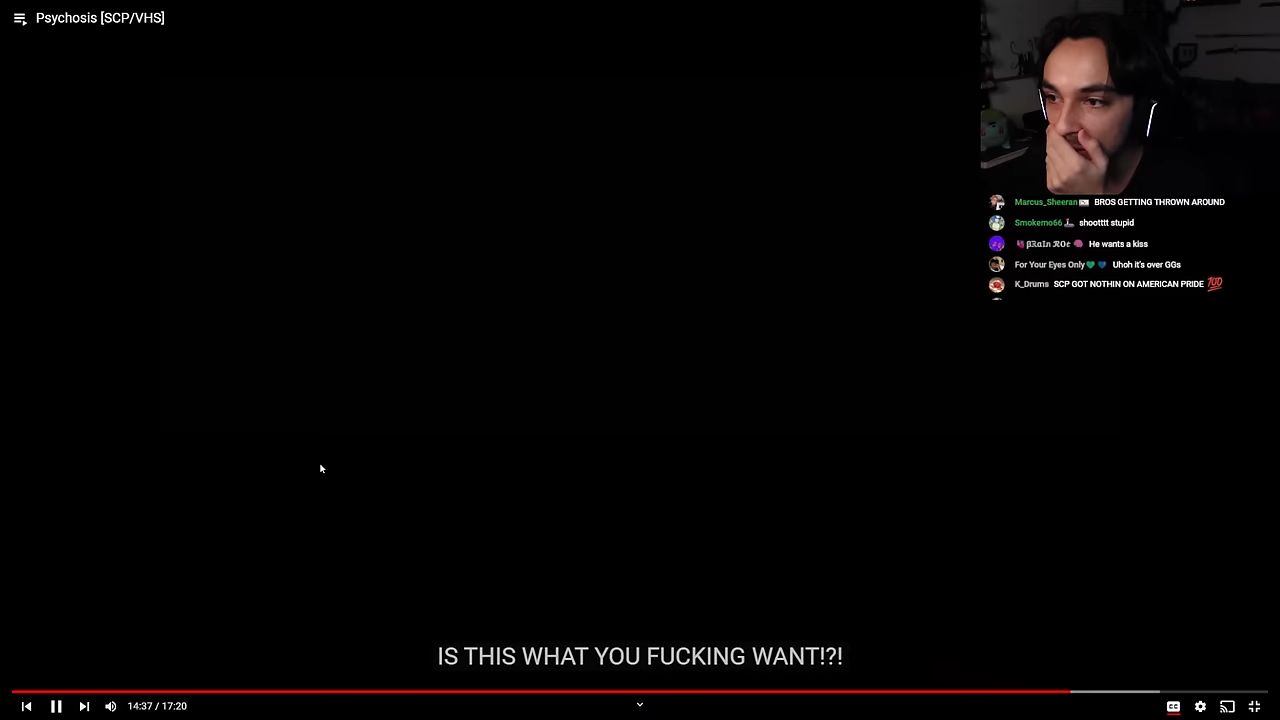 Psychosis [SCP/VHS]
Marcus_Sheeran BROS GETTING THROWN AROUND
Smokemo66 shootttt stupid
He wants a kiss
For Your Eyes Only💚💙 Uhoh it's over GGs
K_Drums SCP GOT NOTHIN ON AMERICAN PRIDE 💯
IS THIS WHAT YOU FUCKING WANT!?!
14:37 / 17:20
CC